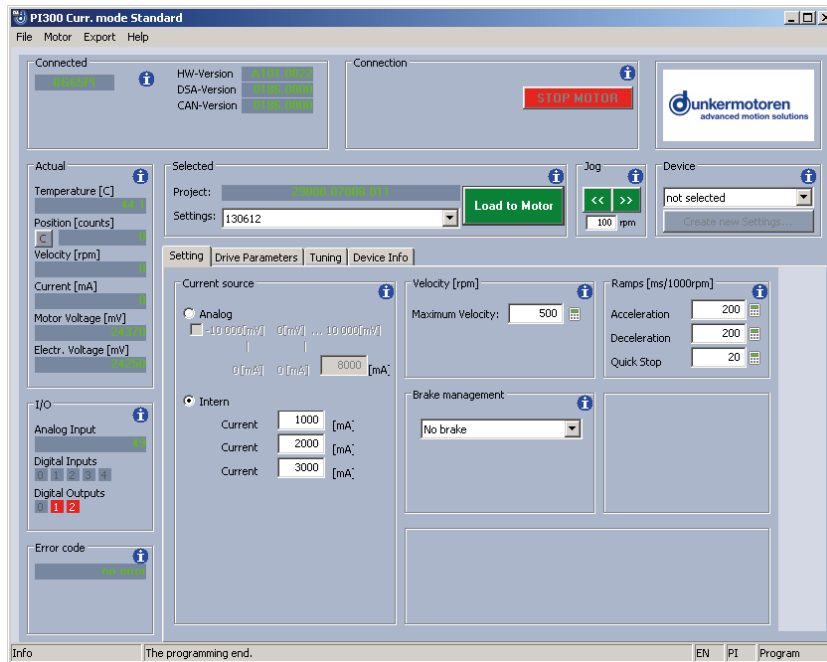 PI300 Curr. mode Standard
File Motor Export Help
Connected
HW-Version
DSA-Version
CAN-Version
Connection
STOP MOTOR
dunkermotoren
advanced motion solutions
Actual
Temperature [C]
44,1
Position [counts]
C 0
Velocity [rpm]
0
Current [mA]
0
Motor Voltage [mV]
Electr. Voltage [mV]
24250
I/O
Analog Input
Digital Inputs
0 1 2 3 4
Digital Outputs
0 1 2
Error code
no error
Selected
Project:
Settings: 130612
Load to Motor
Jog
<< >>
100 rpm
Device
not selected
Create new Settings...
Setting Drive Parameters Tuning Device Info
Current source
Analog
-10 000[mV] 0[mV] ... 10 000[mV]
| |
0 [mA] 0 [mA] 8000 [mA]
Intern
Current 1000 [mA]
Current 2000 [mA]
Current 3000 [mA]
Velocity [rpm]
Maximum Velocity: 500
Brake management
No brake
Ramps [ms/1000rpm]
Acceleration 200
Deceleration 200
Quick Stop 20
Info The programming end. EN PI Program